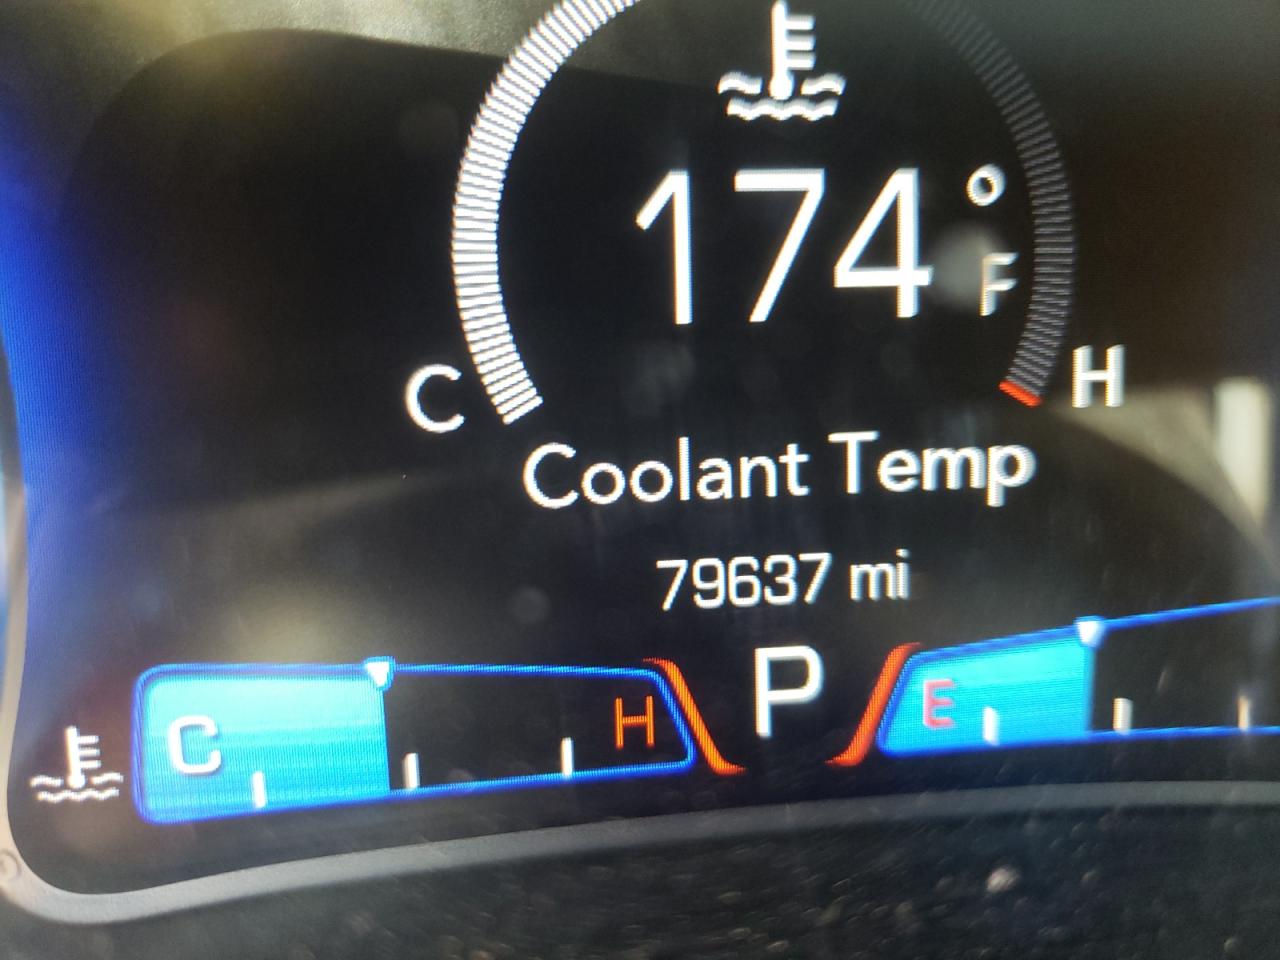 174°F
C H
Coolant Temp
79637 mi
C H P E